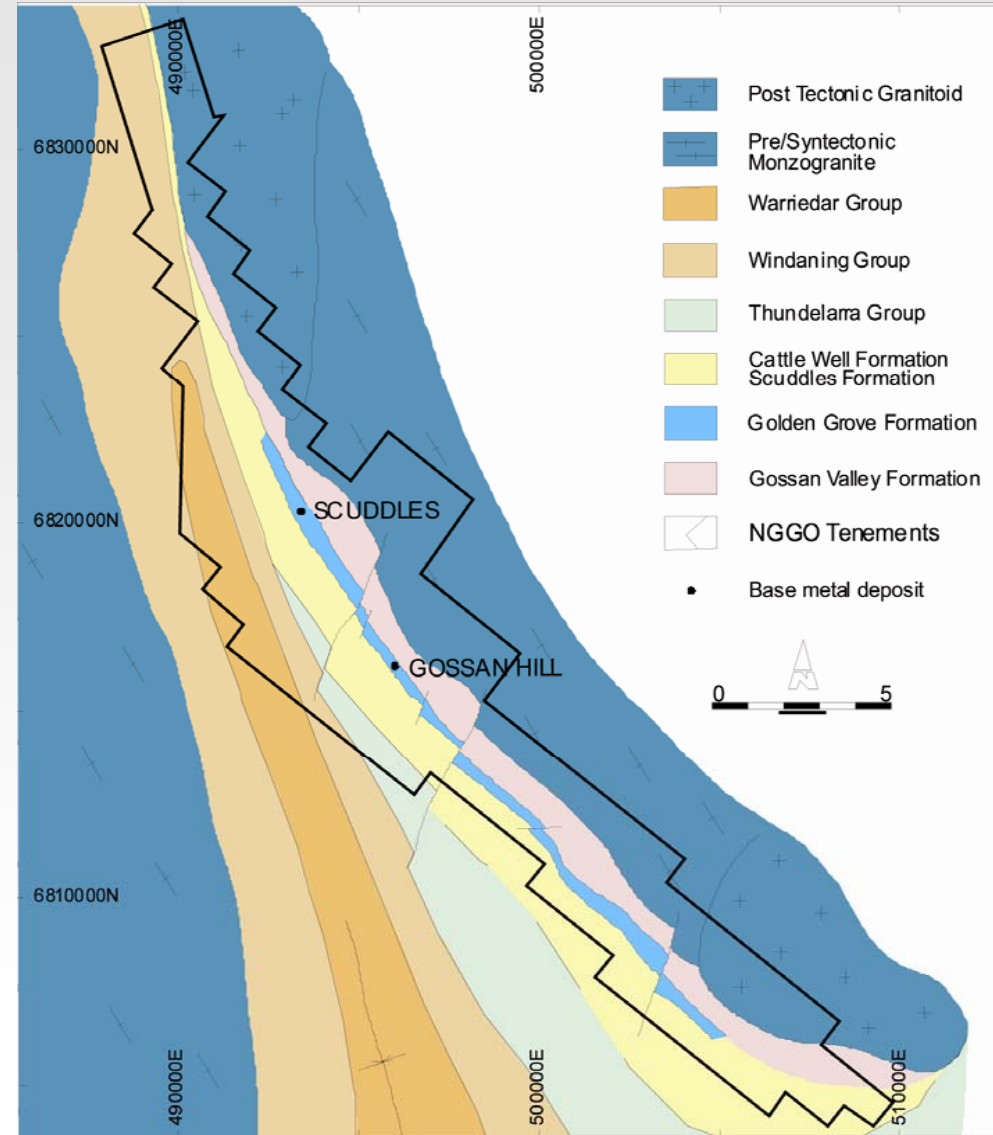 490000E
500000E
6830000N
6820000N
6810000N
SCUDDLES
GOSSAN HILL
490000E
500000E
510000E
Post Tectonic Granitoid
Pre/Syntectonic
Monzogranite
Warriedar Group
Windaning Group
Thundelarra Group
Cattle Well Formation
Scuddles Formation
Golden Grove Formation
Gossan Valley Formation
NGGO Tenements
Base metal deposit
N
0 5